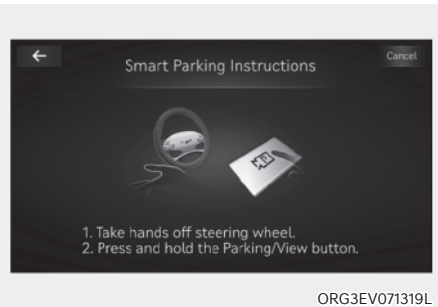 Smart Parking Instructions
Cancel
1. Take hands off steering wheel.
2. Press and hold the Parking/View button.
ORG3EV071319L